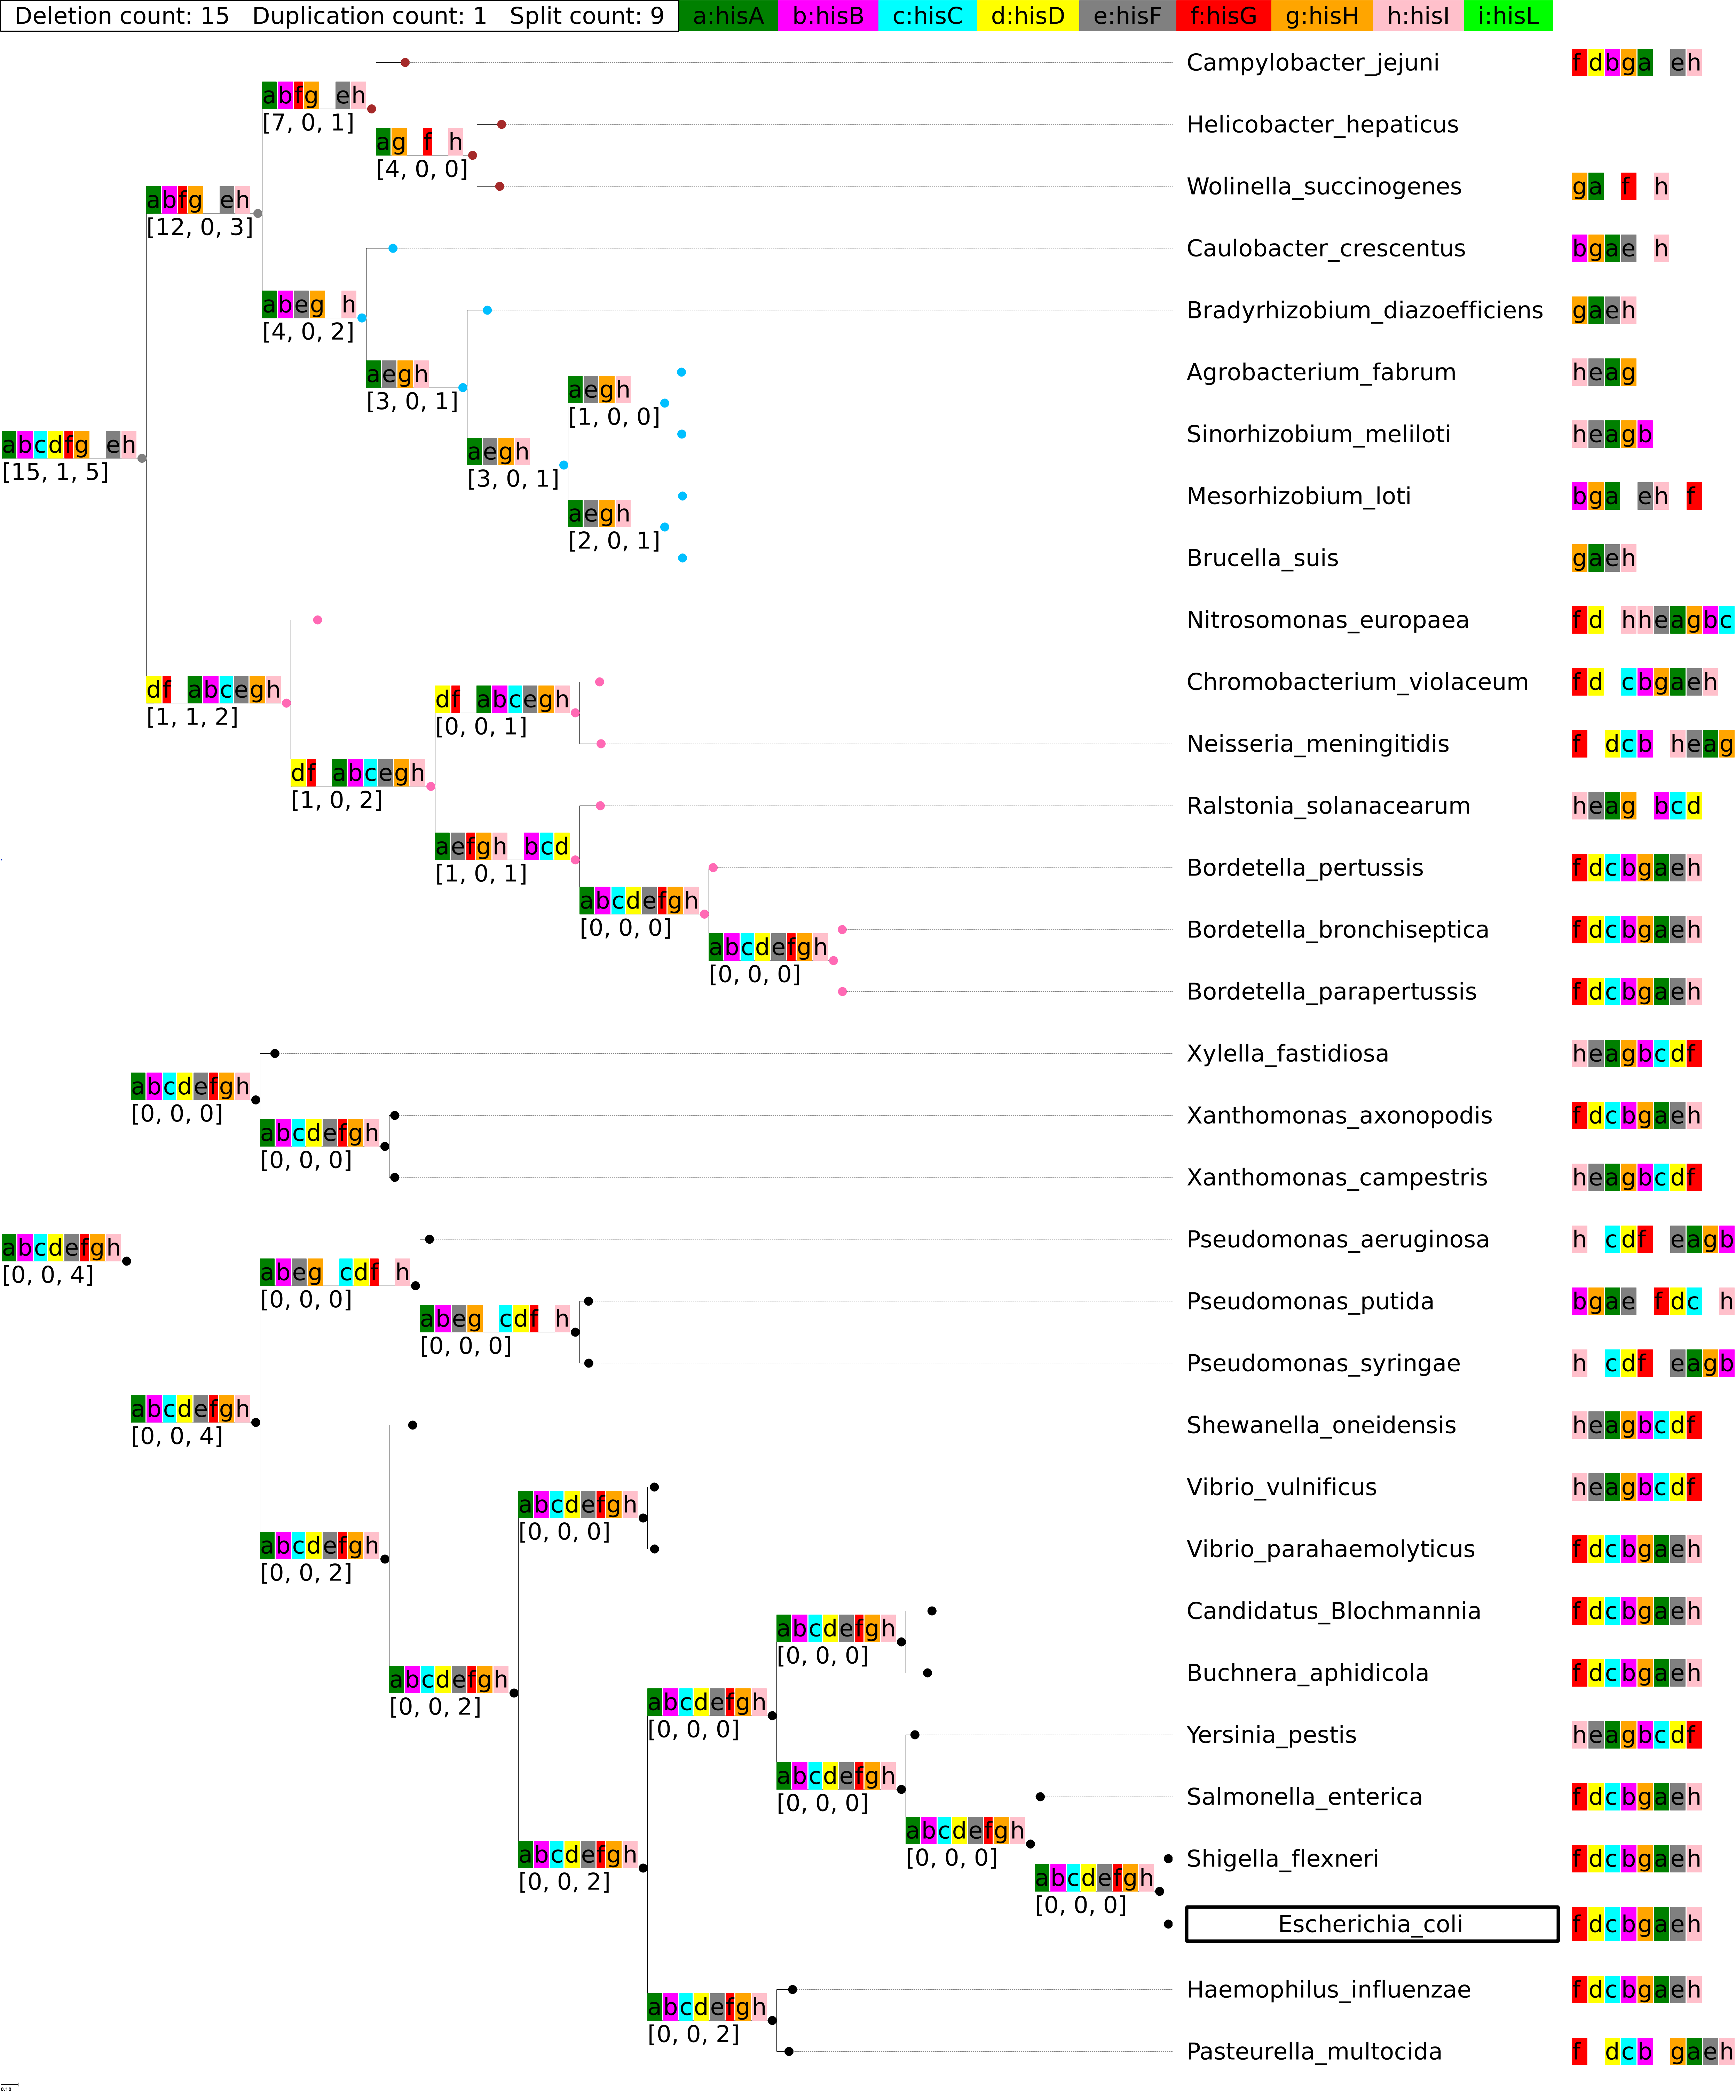 Deletion count: 15 Duplication count: 1 Split count: 9 a:hisA b:hisB c:hisC d:hisD e:hisF f:hisG g:hisH h:hisI i:hisL
Campylobacter_jejuni fdbga eh
abfg eh
[7, 0, 1]
Helicobacter_hepaticus
ag f h
[4, 0, 0]
Wolinella_succinogenes ga f h
abfg eh
[12, 0, 3]
Caulobacter_crescentus bgae h
abeg h
[4, 0, 2]
Bradyrhizobium_diazoefficiens gaeh
aegh
[3, 0, 1]
Agrobacterium_fabrum heag
aegh
[1, 0, 0]
Sinorhizobium_meliloti heagb
abcdfg eh
[15, 1, 5]
aegh
[3, 0, 1]
Mesorhizobium_loti bga eh f
aegh
[2, 0, 1]
Brucella_suis gaeh
Nitrosomonas_europaea fd hheagbc
Chromobacterium_violaceum fd cbgaeh
df abcegh
[1, 1, 2]
df abcegh
[0, 0, 1]
Neisseria_meningitidis f dcb heag
df abcegh
[1, 0, 2]
Ralstonia_solanacearum heag bcd
aefgh bcd
[1, 0, 1]
Bordetella_pertussis fdcbgaeh
abcdefgh
[0, 0, 0]
Bordetella_bronchiseptica fdcbgaeh
abcdefgh
[0, 0, 0]
Bordetella_parapertussis fdcbgaeh
Xylella_fastidiosa heagbcdf
abcdefgh
[0, 0, 0]
Xanthomonas_axonopodis fdcbgaeh
abcdefgh
[0, 0, 0]
Xanthomonas_campestris heagbcdf
Pseudomonas_aeruginosa h cdf eagb
abcdefgh
[0, 0, 4]
abeg cdf h
[0, 0, 0]
Pseudomonas_putida bgae fdc h
abeg cdf h
[0, 0, 0]
Pseudomonas_syringae h cdf eagb
abcdefgh
[0, 0, 4]
Shewanella_oneidensis heagbcdf
Vibrio_vulnificus heagbcdf
abcdefgh
[0, 0, 0]
Vibrio_parahaemolyticus fdcbgaeh
abcdefgh
[0, 0, 2]
Candidatus_Blochmannia fdcbgaeh
abcdefgh
[0, 0, 0]
Buchnera_aphidicola fdcbgaeh
abcdefgh
[0, 0, 2]
abcdefgh
[0, 0, 0]
Yersinia_pestis heagbcdf
abcdefgh
[0, 0, 0]
Salmonella_enterica fdcbgaeh
abcdefgh
[0, 0, 0]
Shigella_flexneri fdcbgaeh
abcdefgh
[0, 0, 2]
abcdefgh
[0, 0, 0]
Escherichia_coli fdcbgaeh
Haemophilus_influenzae fdcbgaeh
abcdefgh
[0, 0, 2]
Pasteurella_multocida f dcb gaeh
0.10